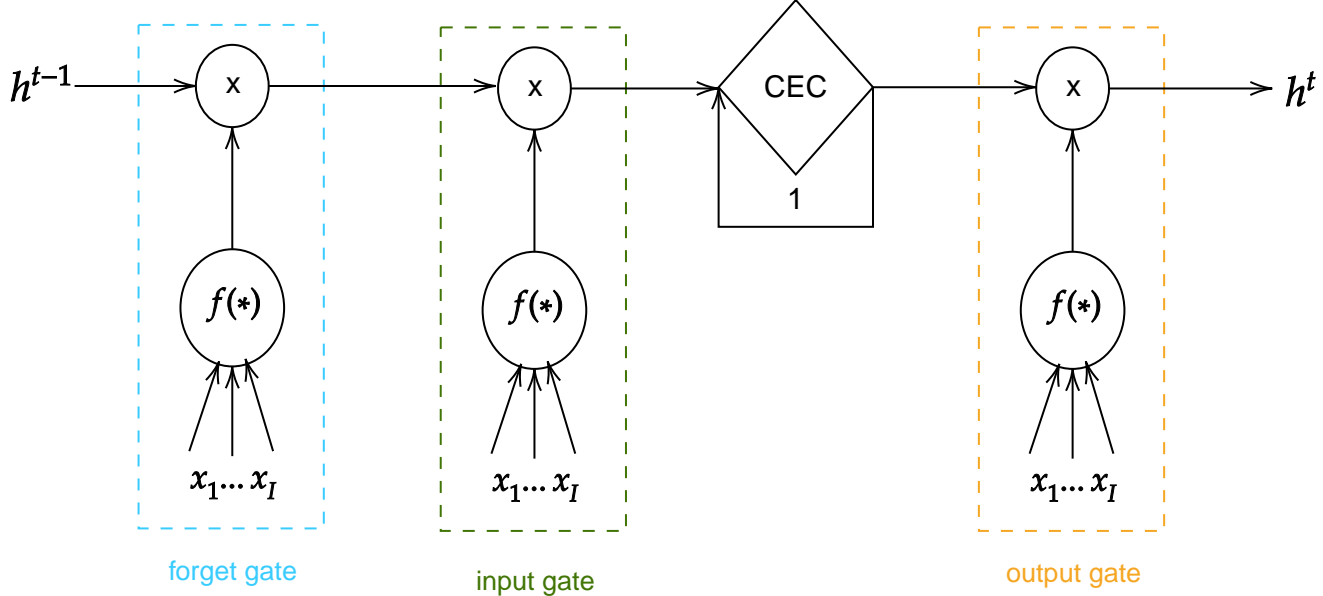 h^{t−1} x x CEC x h^t
1
f(*) f(*) f(*)
x_1... x_I x_1... x_I x_1... x_I
forget gate input gate output gate